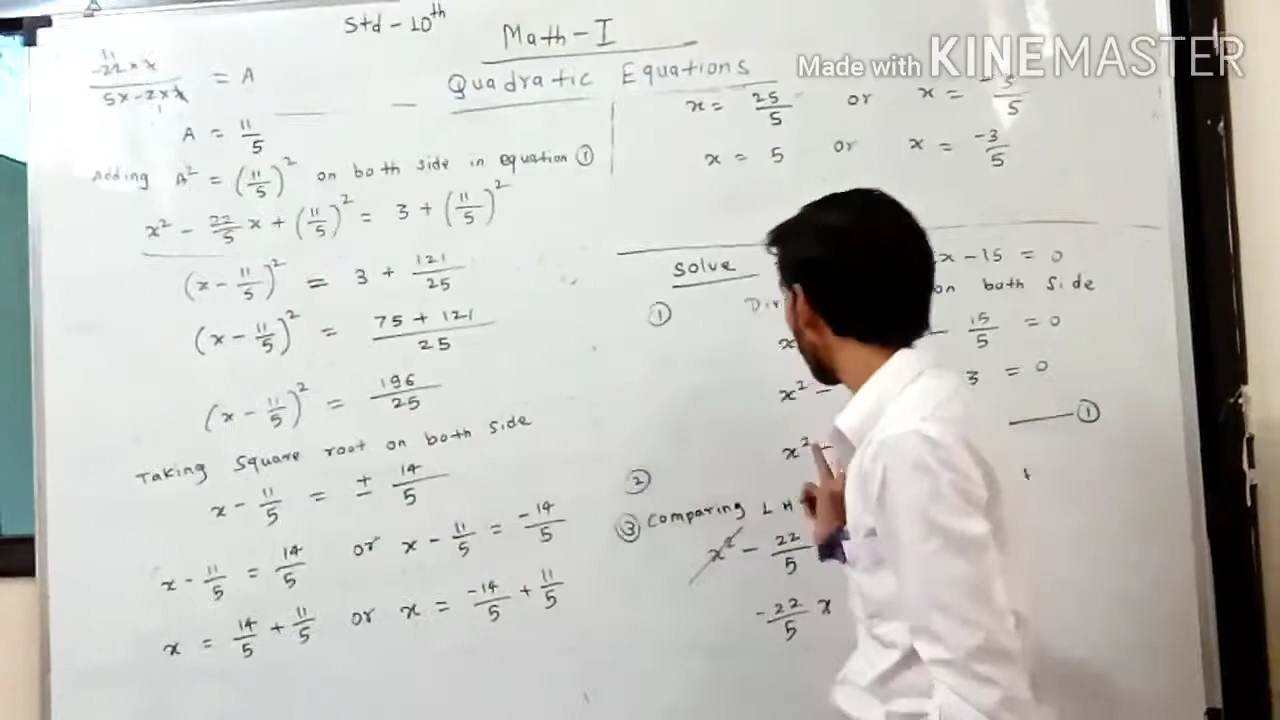 Std - 10th
Math-I
Quadratic Equations
Made with KINEMASTER
-22 × x / 5x - 2 × x = A
11
1
A = 11/5
Adding A² = (11/5)² on both side in equation ①
x² - 22/5 x + (11/5)² = 3 + (11/5)²
(x - 11/5)² = 3 + 121/25
(x - 11/5)² = 75 + 121 / 25
(x - 11/5)² = 196/25
Taking Square root on both side
x - 11/5 = ± 14/5
x - 11/5 = 14/5 or x - 11/5 = -14/5
x = 14/5 + 11/5 or x = -14/5 + 11/5
x = 25/5 or x =
x = 5 or x = -3/5
Solve x - 15 = 0
① on both side
- 15/5 = 0
x² - 3 = 0
x² - ①
②
③ Comparing LH
x² - 22/5
-22/5 x